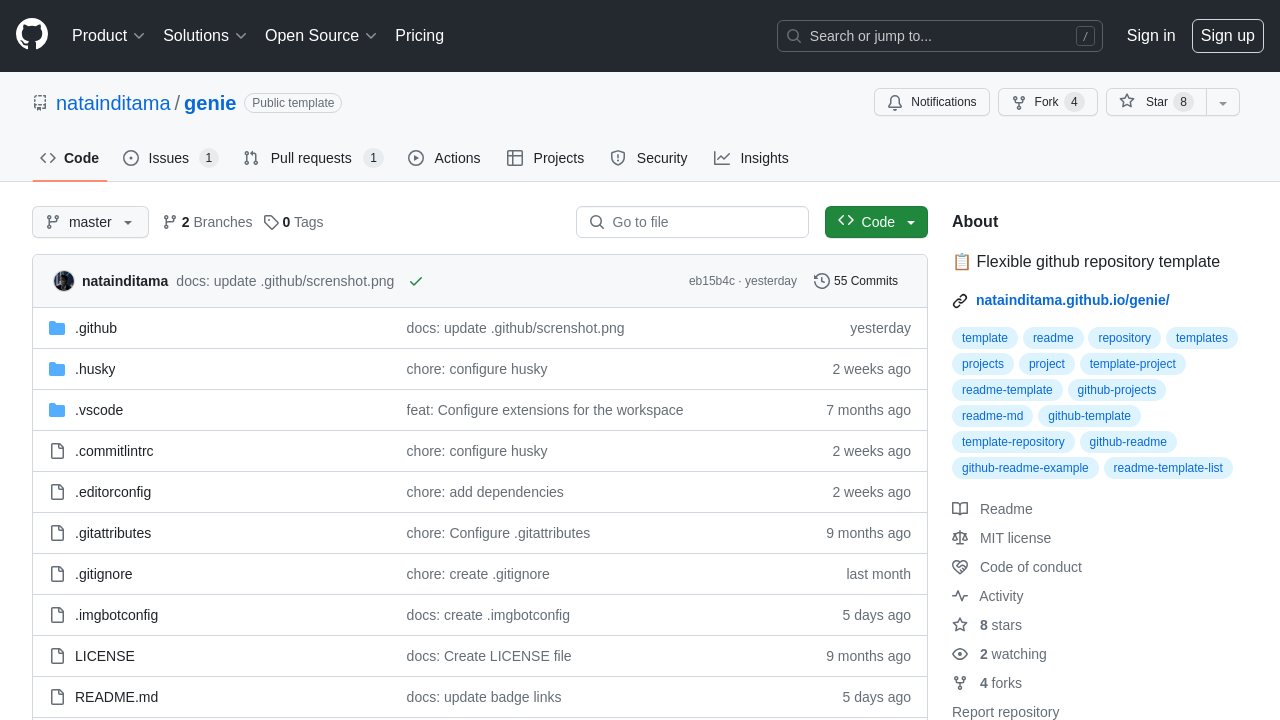 Product Solutions Open Source Pricing Search or jump to... / Sign in Sign up
natainditama / genie Public template Notifications Fork 4 Star 8
Code Issues 1 Pull requests 1 Actions Projects Security Insights
master 2 Branches 0 Tags Go to file Code
natainditama docs: update .github/screnshot.png eb15b4c · yesterday 55 Commits
.github docs: update .github/screnshot.png yesterday
.husky chore: configure husky 2 weeks ago
.vscode feat: Configure extensions for the workspace 7 months ago
.commitlintrc chore: configure husky 2 weeks ago
.editorconfig chore: add dependencies 2 weeks ago
.gitattributes chore: Configure .gitattributes 9 months ago
.gitignore chore: create .gitignore last month
.imgbotconfig docs: create .imgbotconfig 5 days ago
LICENSE docs: Create LICENSE file 9 months ago
README.md docs: update badge links 5 days ago
About
📋 Flexible github repository template
natainditama.github.io/genie/
template readme repository templates
projects project template-project
readme-template github-projects
readme-md github-template
template-repository github-readme
github-readme-example readme-template-list
Readme
MIT license
Code of conduct
Activity
8 stars
2 watching
4 forks
Report repository